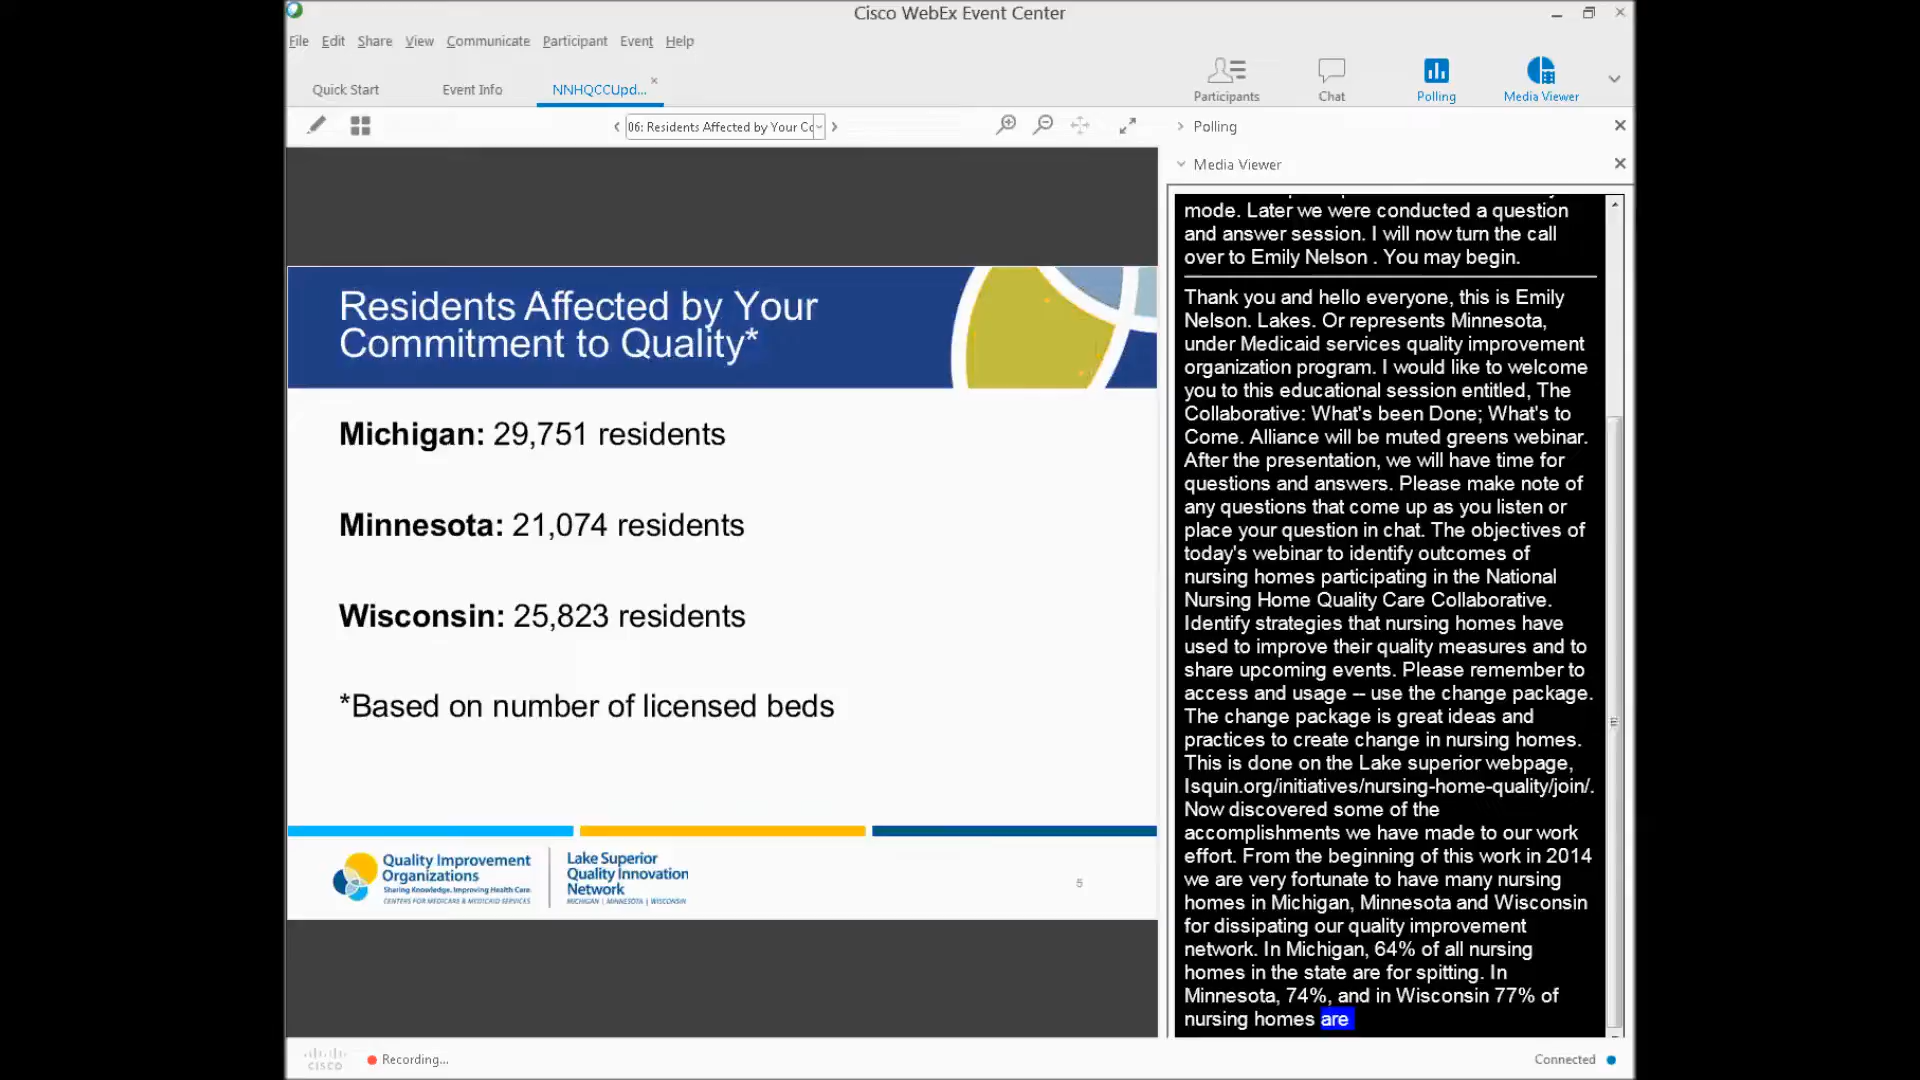 Cisco WebEx Event Center
File Edit Share View Communicate Participant Event Help
Quick Start Event Info NNHQCCUpd...
Participants Chat Polling Media Viewer
06: Residents Affected by Your Co
Polling
Media Viewer
Residents Affected by Your
Commitment to Quality*
Michigan: 29,751 residents
Minnesota: 21,074 residents
Wisconsin: 25,823 residents
*Based on number of licensed beds
Quality Improvement
Organizations
Sharing Knowledge. Improving Health Care.
CENTERS FOR MEDICARE & MEDICAID SERVICES
Lake Superior
Quality Innovation
Network
MICHIGAN | MINNESOTA | WISCONSIN
5
mode. Later we were conducted a question
and answer session. I will now turn the call
over to Emily Nelson . You may begin.
Thank you and hello everyone, this is Emily
Nelson. Lakes. Or represents Minnesota,
under Medicaid services quality improvement
organization program. I would like to welcome
you to this educational session entitled, The
Collaborative: What's been Done; What's to
Come. Alliance will be muted greens webinar.
After the presentation, we will have time for
questions and answers. Please make note of
any questions that come up as you listen or
place your question in chat. The objectives of
today's webinar to identify outcomes of
nursing homes participating in the National
Nursing Home Quality Care Collaborative.
Identify strategies that nursing homes have
used to improve their quality measures and to
share upcoming events. Please remember to
access and usage -- use the change package.
The change package is great ideas and
practices to create change in nursing homes.
This is done on the Lake superior webpage,
lsquin.org/initiatives/nursing-home-quality/join/.
Now discovered some of the
accomplishments we have made to our work
effort. From the beginning of this work in 2014
we are very fortunate to have many nursing
homes in Michigan, Minnesota and Wisconsin
for dissipating our quality improvement
network. In Michigan, 64% of all nursing
homes in the state are for spitting. In
Minnesota, 74%, and in Wisconsin 77% of
nursing homes are
CISCO
Recording...
Connected